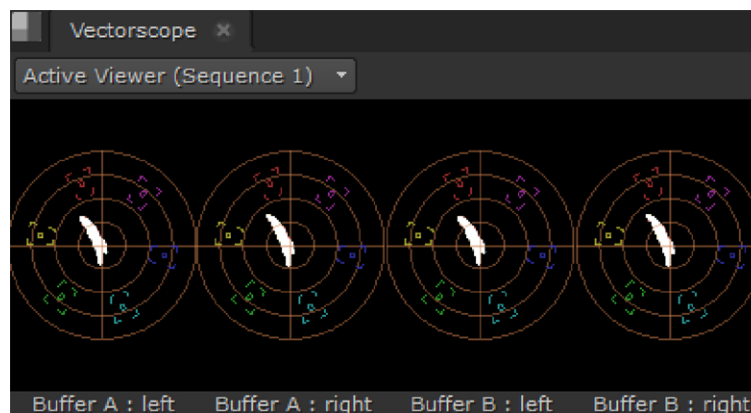 Vectorscope
Active Viewer (Sequence 1)
Buffer A : left Buffer A : right Buffer B : left Buffer B : right